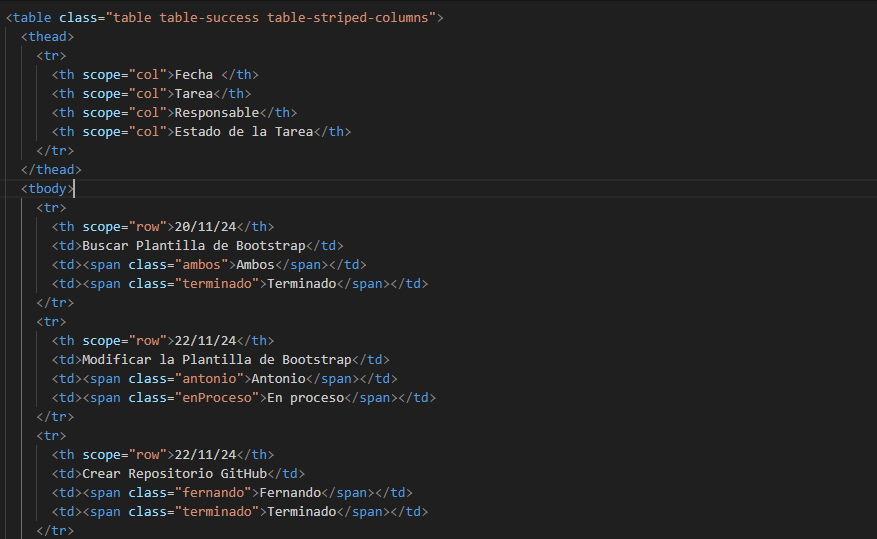 <table class="table table-success table-striped-columns">
<thead>
<tr>
<th scope="col">Fecha </th>
<th scope="col">Tarea</th>
<th scope="col">Responsable</th>
<th scope="col">Estado de la Tarea</th>
</tr>
</thead>
<tbody>
<tr>
<th scope="row">20/11/24</th>
<td>Buscar Plantilla de Bootstrap</td>
<td><span class="ambos">Ambos</span></td>
<td><span class="terminado">Terminado</span></td>
</tr>
<tr>
<th scope="row">22/11/24</th>
<td>Modificar la Plantilla de Bootstrap</td>
<td><span class="antonio">Antonio</span></td>
<td><span class="enProceso">En proceso</span></td>
</tr>
<tr>
<th scope="row">22/11/24</th>
<td>Crear Repositorio GitHub</td>
<td><span class="fernando">Fernando</span></td>
<td><span class="terminado">Terminado</span></td>
</tr>